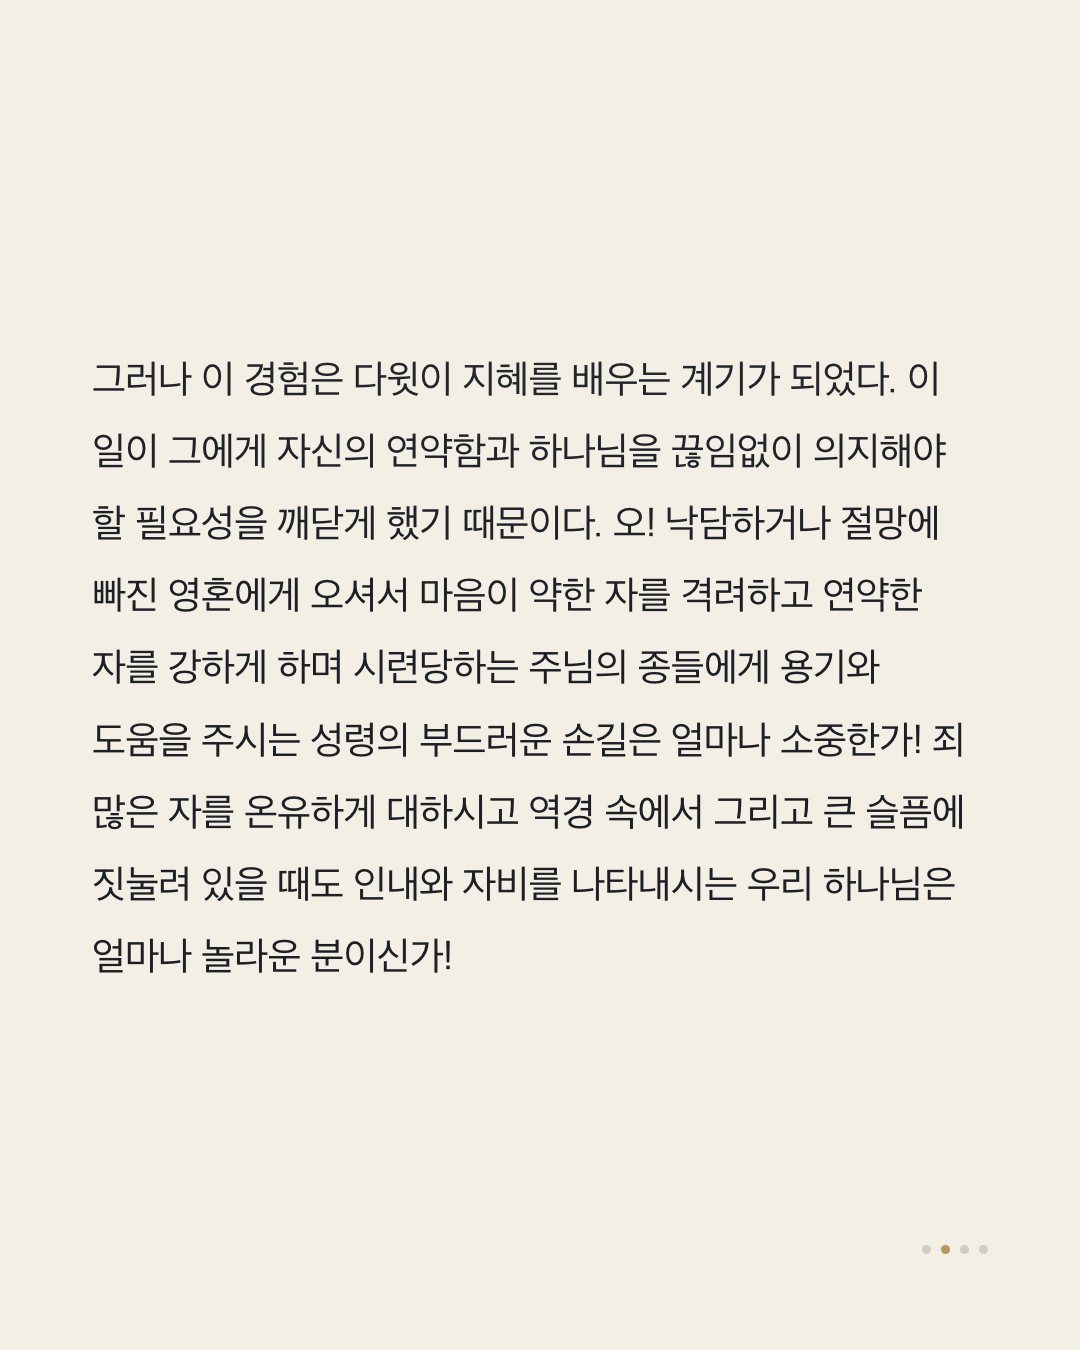 그러나 이 경험은 다윗이 지혜를 배우는 계기가 되었다. 이
일이 그에게 자신의 연약함과 하나님을 끊임없이 의지해야
할 필요성을 깨닫게 했기 때문이다. 오! 낙담하거나 절망에
빠진 영혼에게 오셔서 마음이 약한 자를 격려하고 연약한
자를 강하게 하며 시련당하는 주님의 종들에게 용기와
도움을 주시는 성령의 부드러운 손길은 얼마나 소중한가! 죄
많은 자를 온유하게 대하시고 역경 속에서 그리고 큰 슬픔에
짓눌려 있을 때도 인내와 자비를 나타내시는 우리 하나님은
얼마나 놀라운 분이신가!